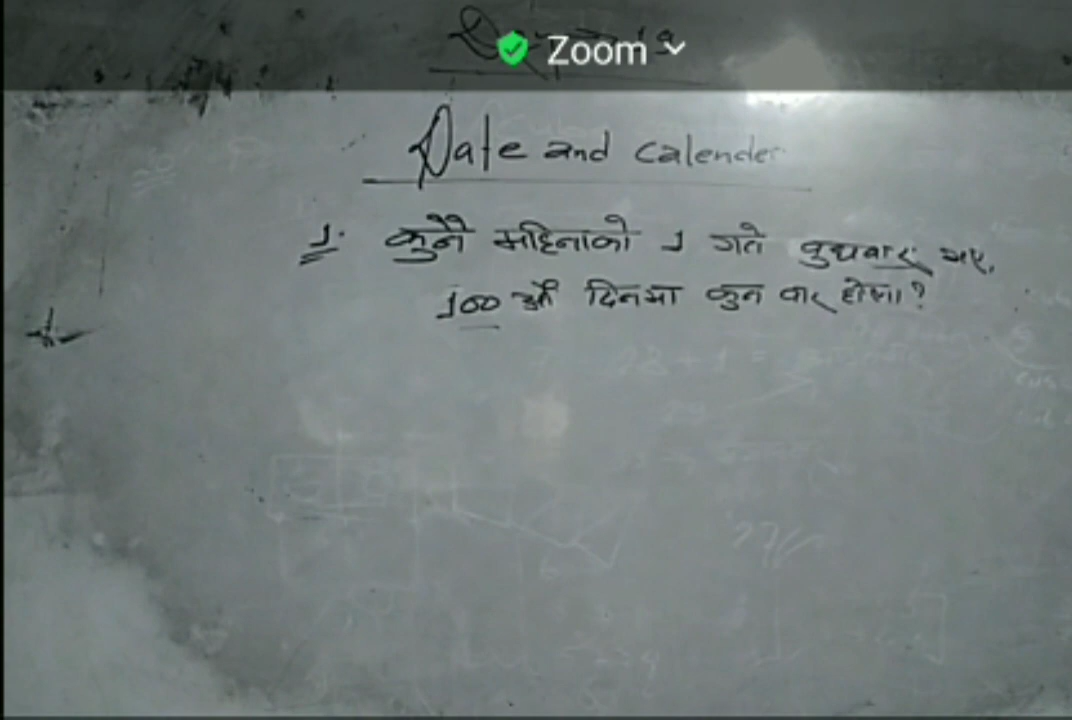 Zoom
Date and calender
1. कुनै महिनाको 1 गते बुधबार भए,
100 औं दिनमा कुन वार होला?